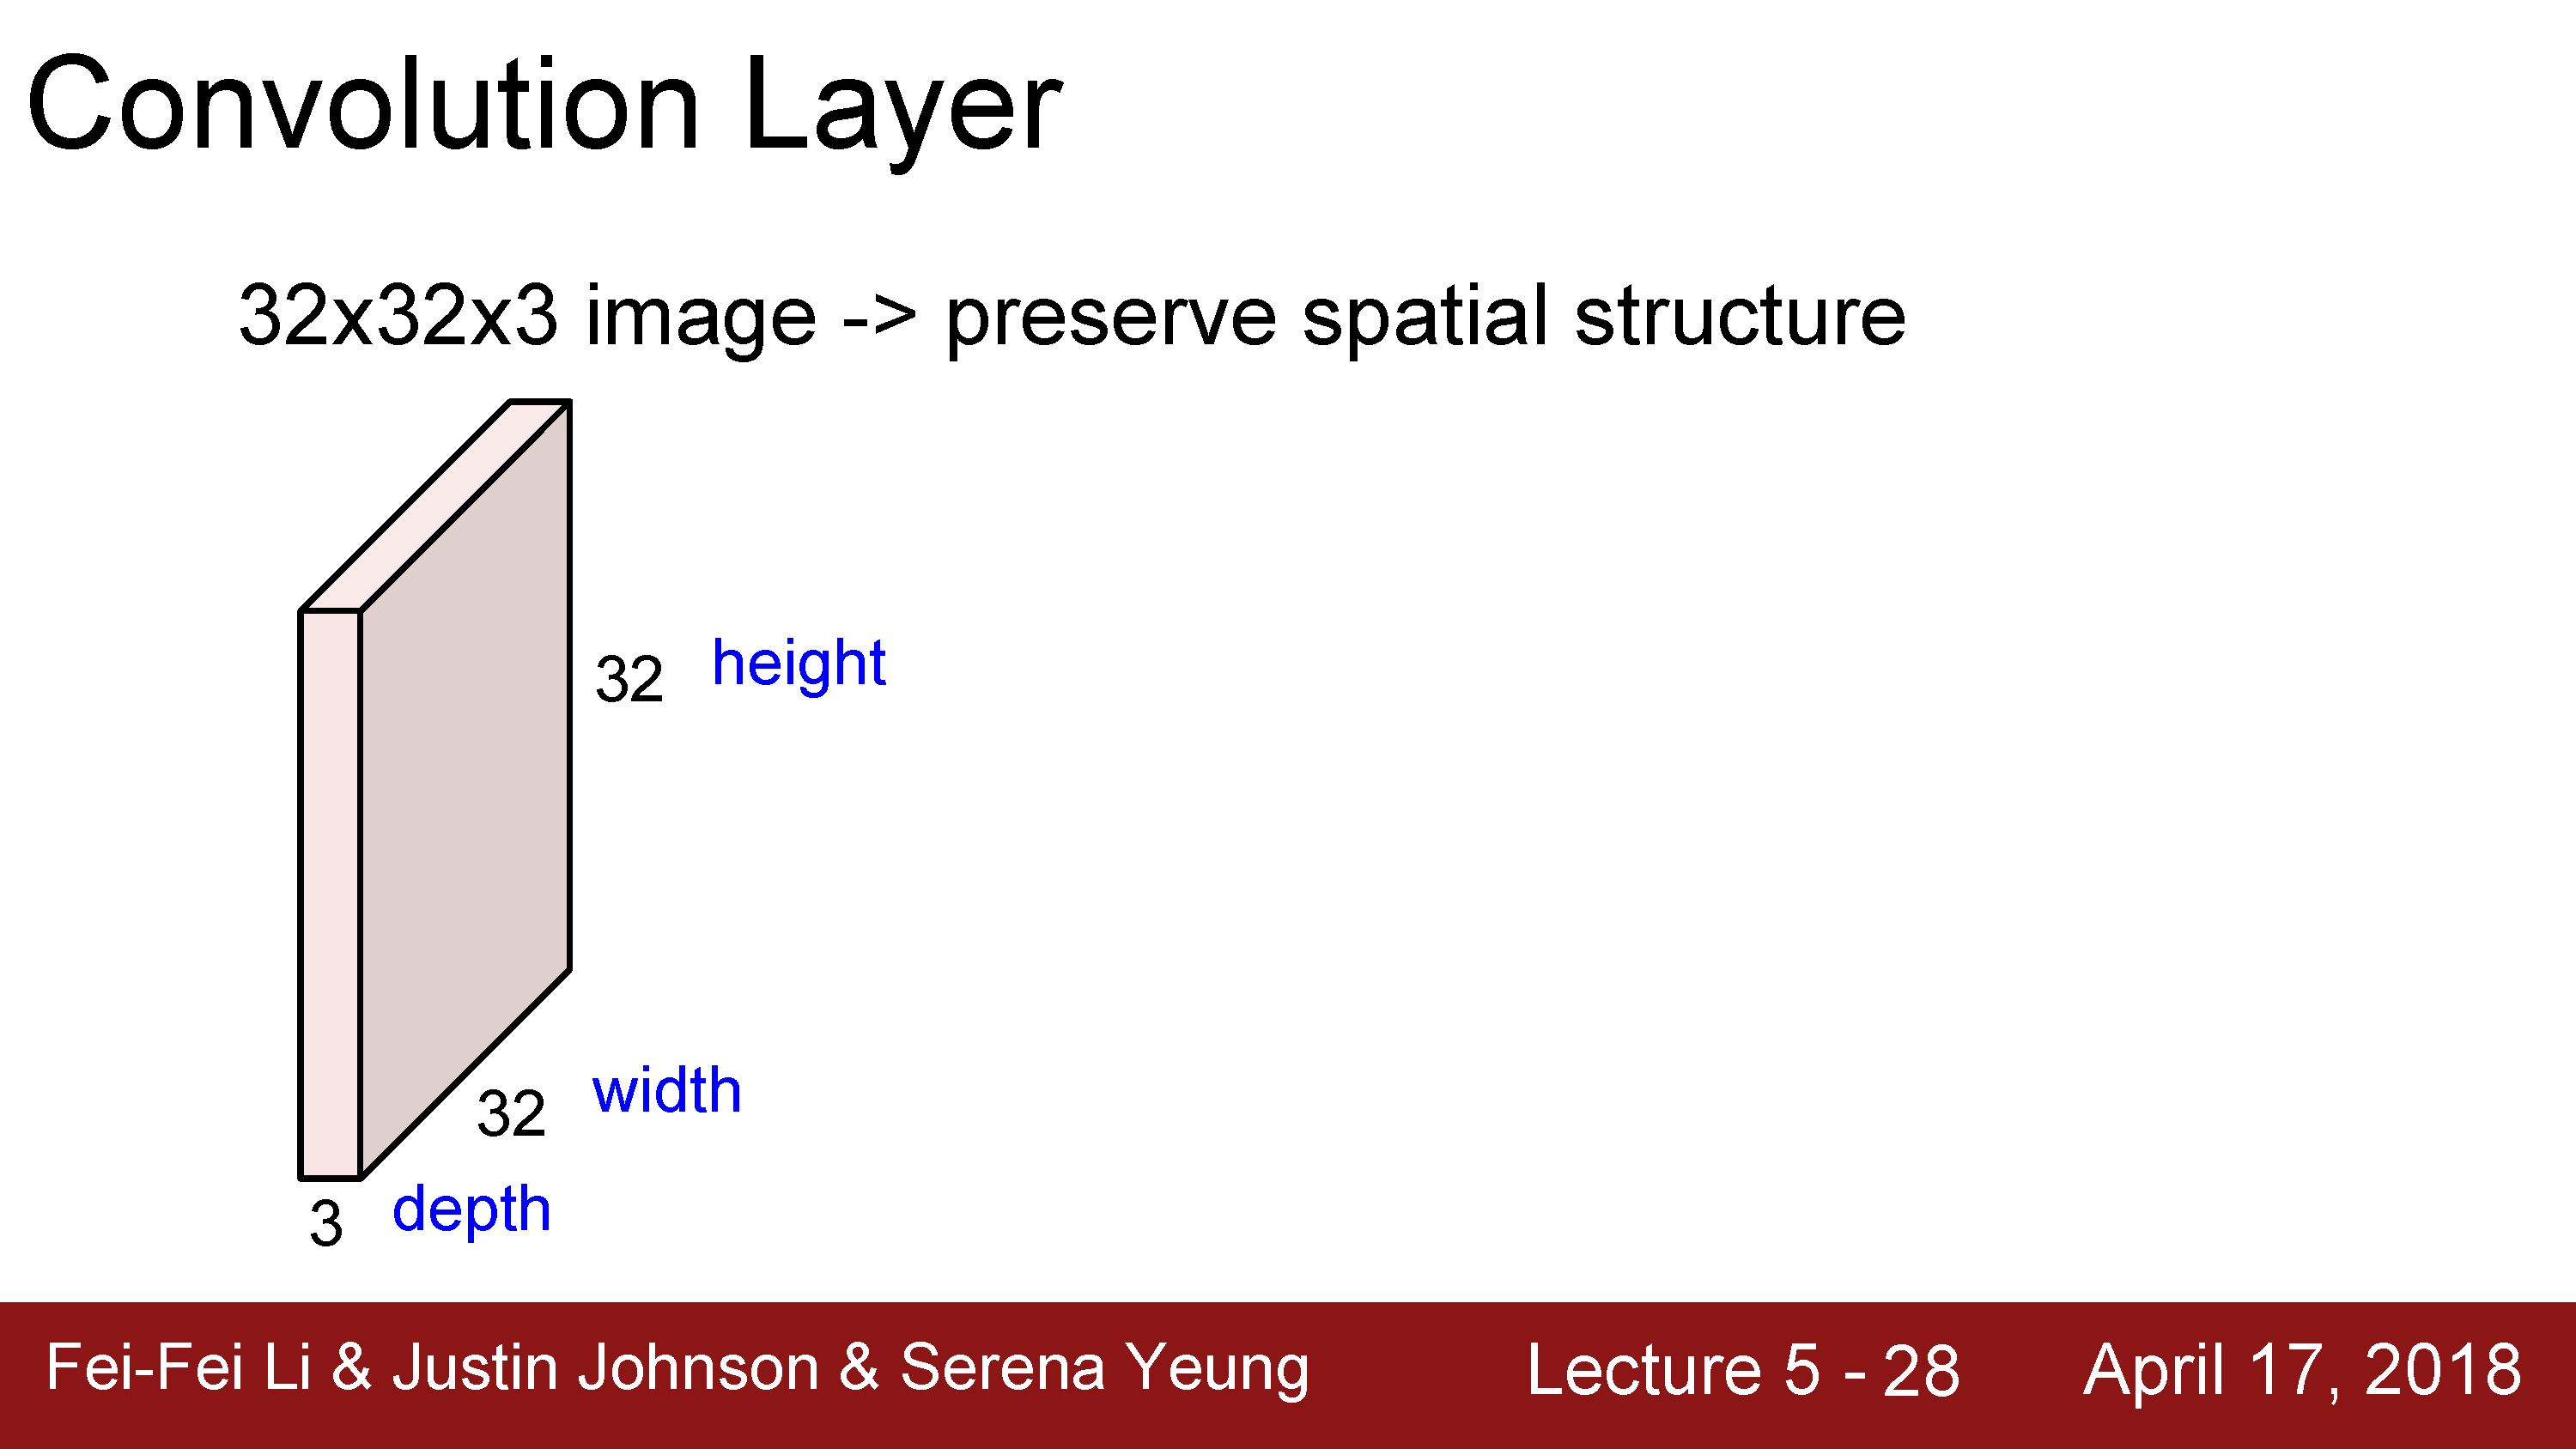 Convolution Layer
32x32x3 image -> preserve spatial structure
32 height
32 width
3 depth
Fei-Fei Li & Justin Johnson & Serena Yeung Lecture 5 - 28 April 17, 2018